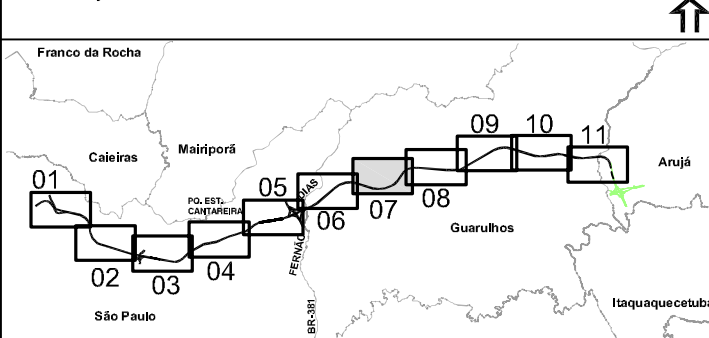 Franco da Rocha
09
10
11
Caieiras
Mairiporã
Arujá
01
05
DIAS
PQ. EST.
CANTAREIRA
06
07
08
Guarulhos
02
03
04
FERNÃO
São Paulo
BR-381
Itaquaquecetuba